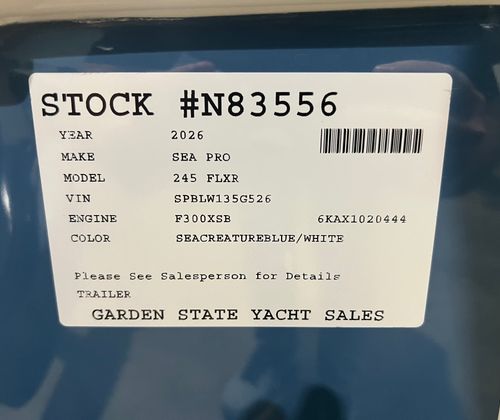 STOCK #N83556
YEAR 2026
MAKE SEA PRO
MODEL 245 FLXR
VIN SPBLW135G526
ENGINE F300XSB 6KAX1020444
COLOR SEACREATUREBLUE/WHITE
Please See Salesperson for Details
TRAILER
GARDEN STATE YACHT SALES